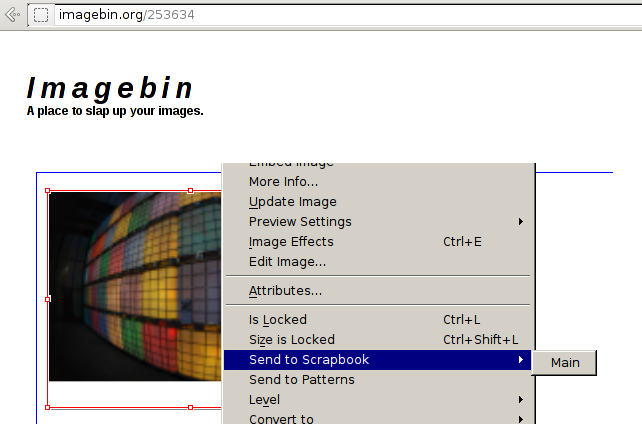 imagebin.org/253634
Imagebin
A place to slap up your images.
Embed Image
More Info...
Update Image
Preview Settings
Image Effects Ctrl+E
Edit Image...
Attributes...
Is Locked Ctrl+L
Size is Locked Ctrl+Shift+L
Send to Scrapbook
Main
Send to Patterns
Level
Convert to